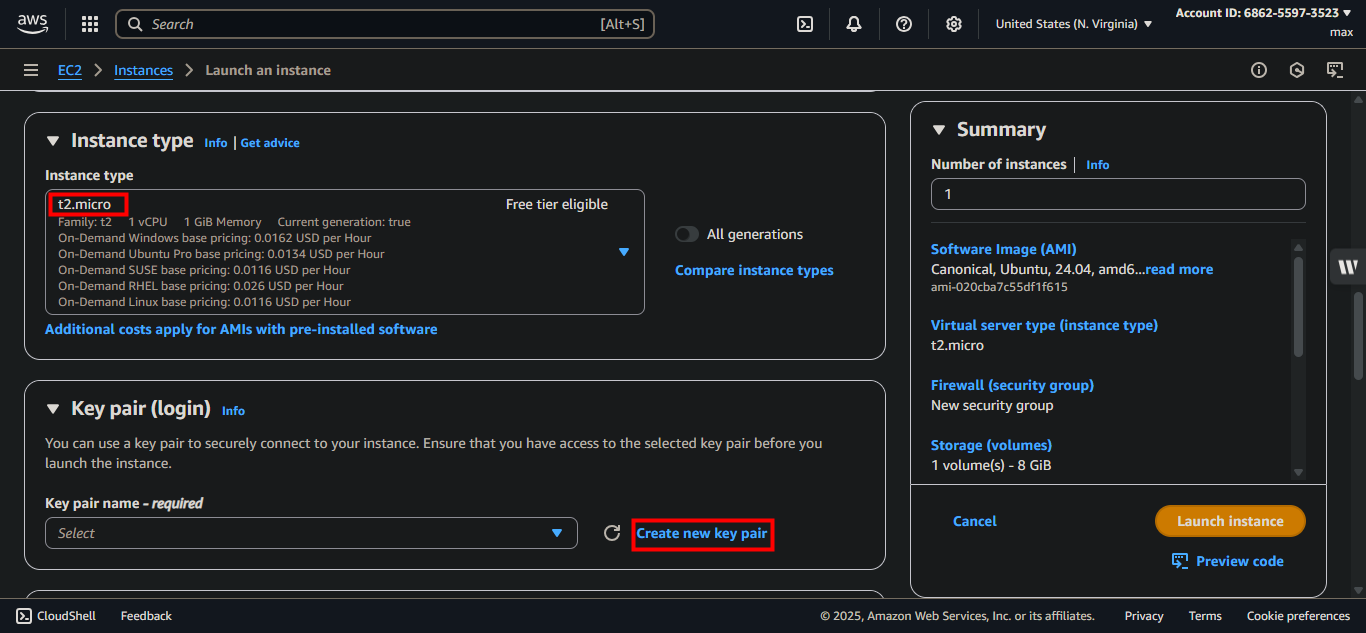 aws
Search [Alt+S]
United States (N. Virginia)
Account ID: 6862-5597-3523
max
EC2 Instances Launch an instance
Instance type Info Get advice
Instance type
t2.micro Free tier eligible
Family: t2 1 vCPU 1 GiB Memory Current generation: true
On-Demand Windows base pricing: 0.0162 USD per Hour
On-Demand Ubuntu Pro base pricing: 0.0134 USD per Hour
On-Demand SUSE base pricing: 0.0116 USD per Hour
On-Demand RHEL base pricing: 0.026 USD per Hour
On-Demand Linux base pricing: 0.0116 USD per Hour
All generations
Compare instance types
Additional costs apply for AMIs with pre-installed software
Key pair (login) Info
You can use a key pair to securely connect to your instance. Ensure that you have access to the selected key pair before you
launch the instance.
Key pair name - required
Select
Create new key pair
Summary
Number of instances Info
1
Software Image (AMI)
Canonical, Ubuntu, 24.04, amd6...read more
ami-020cba7c55df1f615
Virtual server type (instance type)
t2.micro
Firewall (security group)
New security group
Storage (volumes)
1 volume(s) - 8 GiB
Cancel
Launch instance
Preview code
W
CloudShell Feedback
© 2025, Amazon Web Services, Inc. or its affiliates. Privacy Terms Cookie preferences